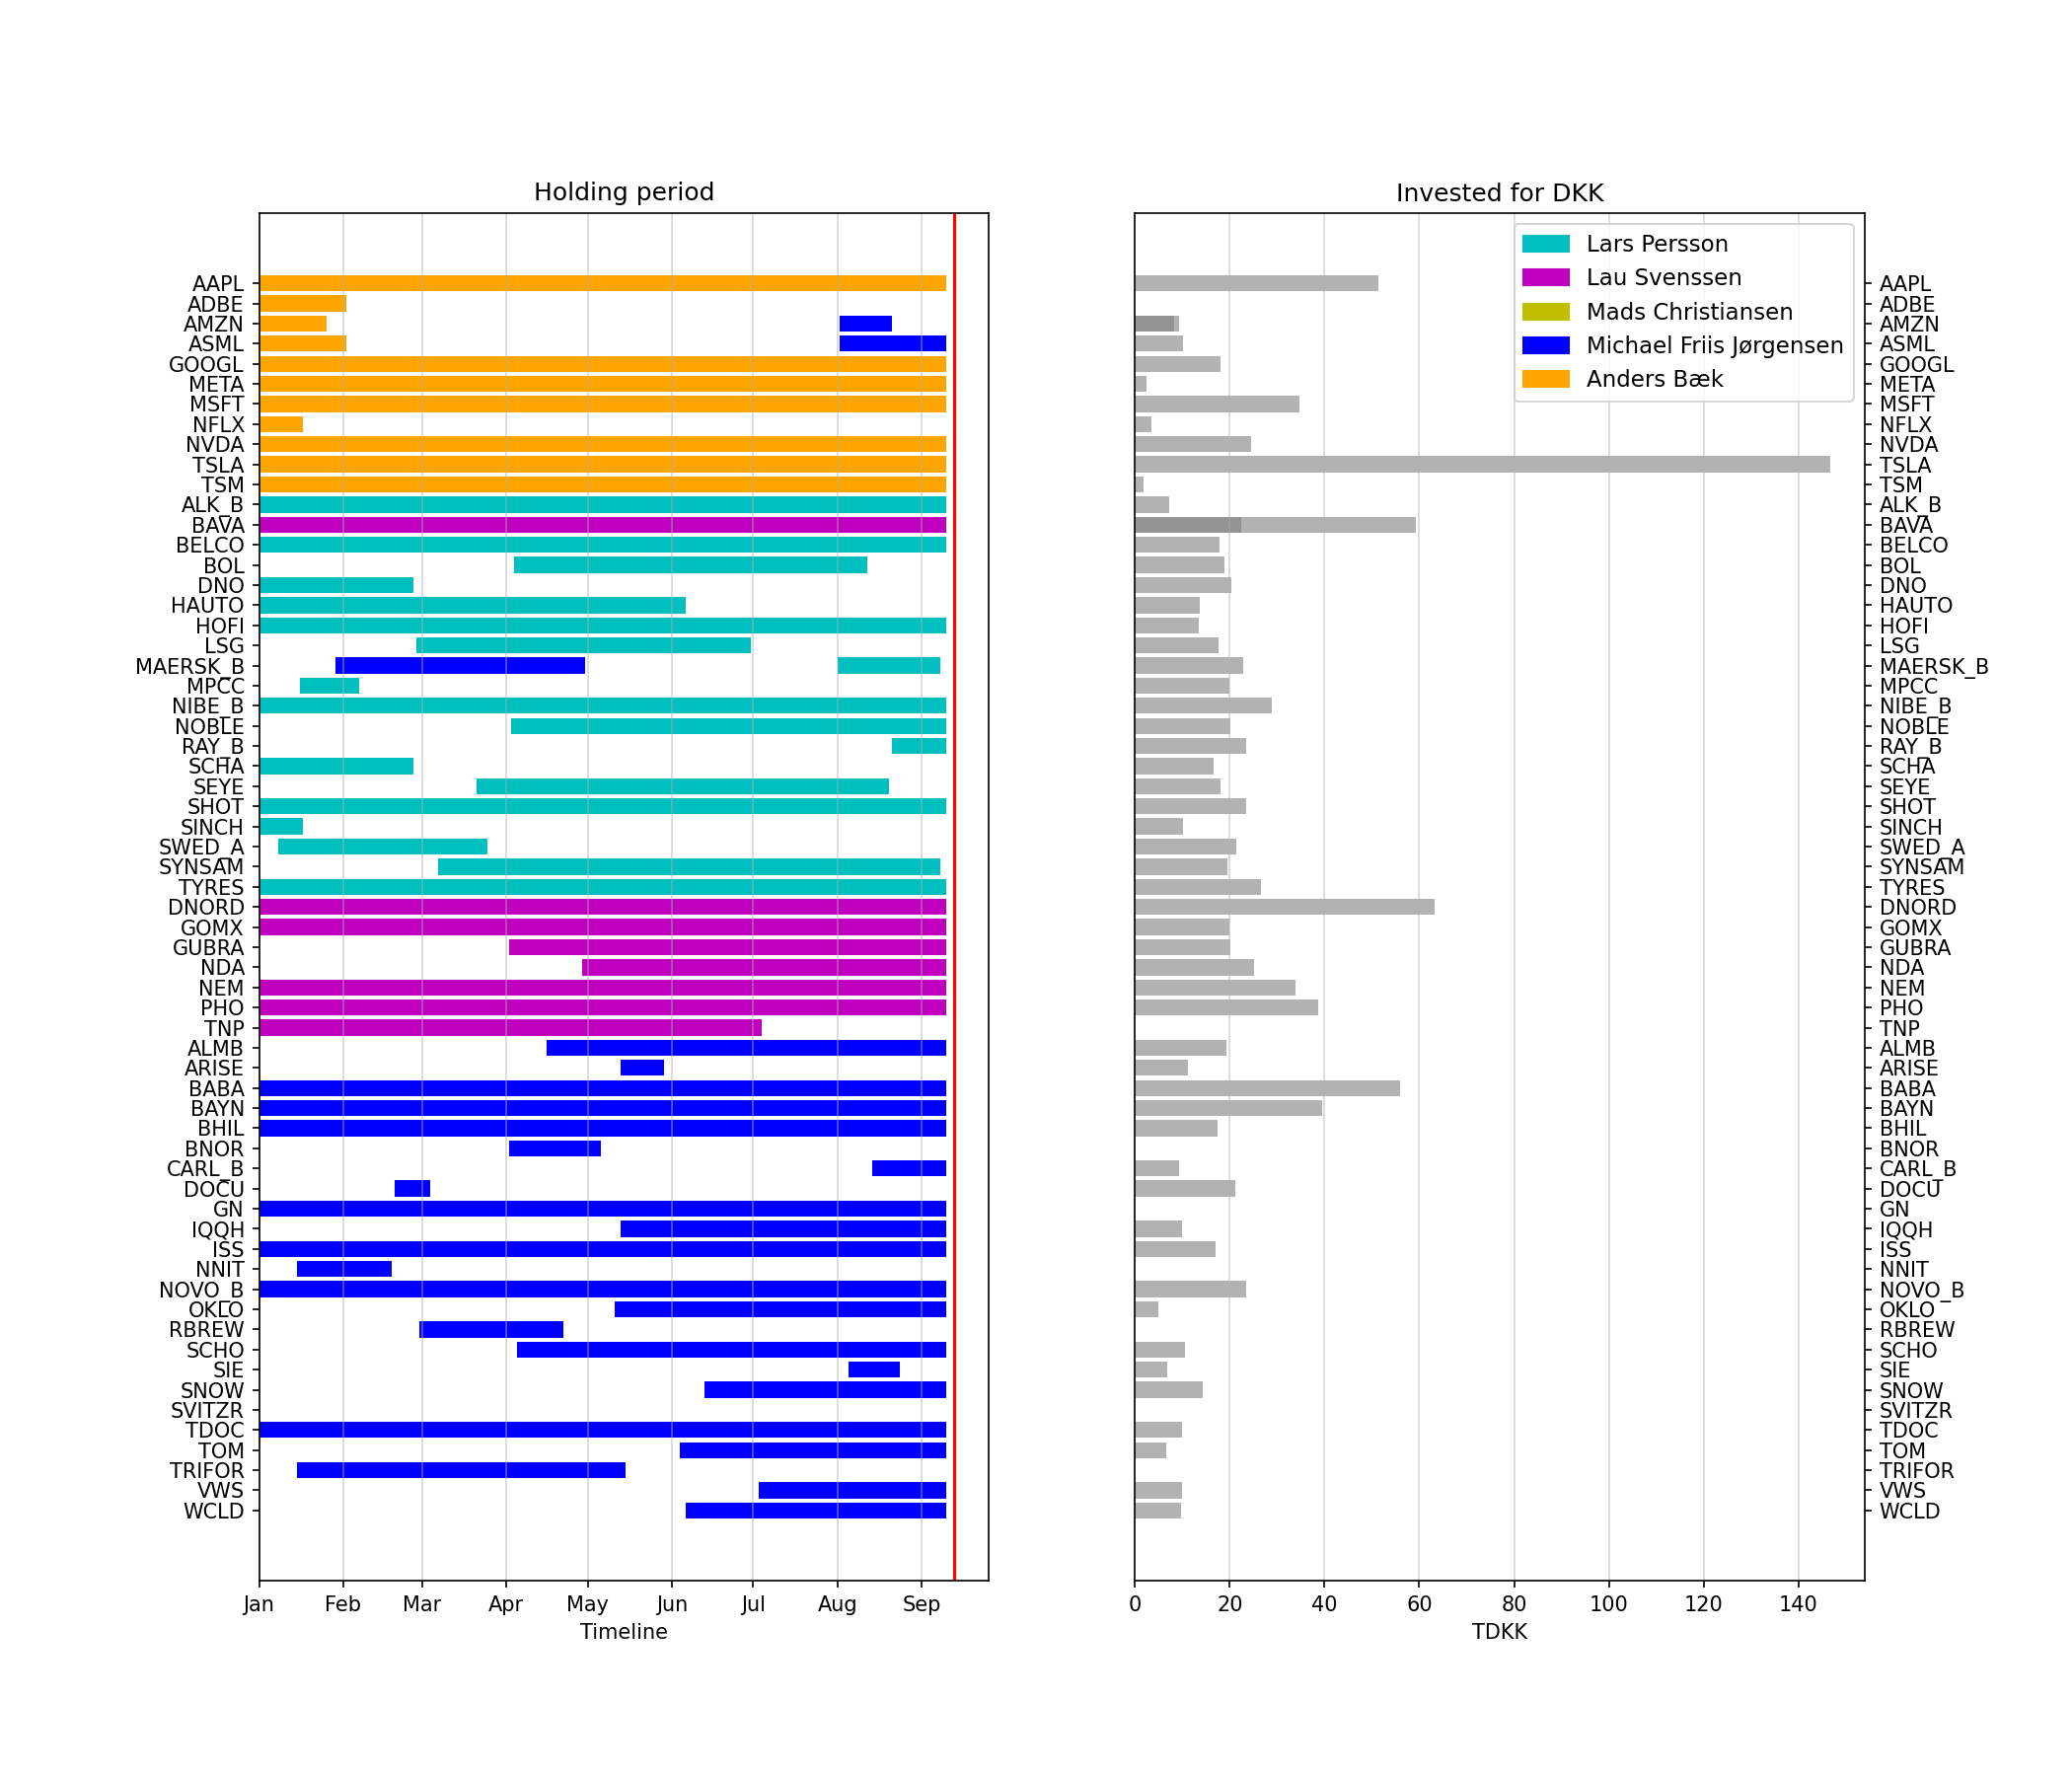 Holding period
AAPL
ADBE
AMZN
ASML
GOOGL
META
MSFT
NFLX
NVDA
TSLA
TSM
ALK_B
BAVA
BELCO
BOL
DNO
HAUTO
HOFI
LSG
MAERSK_B
MPCC
NIBE_B
NOBLE
RAY_B
SCHA
SEYE
SHOT
SINCH
SWED_A
SYNSAM
TYRES
DNORD
GOMX
GUBRA
NDA
NEM
PHO
TNP
ALMB
ARISE
BABA
BAYN
BHIL
BNOR
CARL_B
DOCU
GN
IQQH
ISS
NNIT
NOVO_B
OKLO
RBREW
SCHO
SIE
SNOW
SVITZR
TDOC
TOM
TRIFOR
VWS
WCLD
Jan Feb Mar Apr May Jun Jul Aug Sep
Timeline
Invested for DKK
Lars Persson
Lau Svenssen
Mads Christiansen
Michael Friis Jørgensen
Anders Bæk
AAPL
ADBE
AMZN
ASML
GOOGL
META
MSFT
NFLX
NVDA
TSLA
TSM
ALK_B
BAVA
BELCO
BOL
DNO
HAUTO
HOFI
LSG
MAERSK_B
MPCC
NIBE_B
NOBLE
RAY_B
SCHA
SEYE
SHOT
SINCH
SWED_A
SYNSAM
TYRES
DNORD
GOMX
GUBRA
NDA
NEM
PHO
TNP
ALMB
ARISE
BABA
BAYN
BHIL
BNOR
CARL_B
DOCU
GN
IQQH
ISS
NNIT
NOVO_B
OKLO
RBREW
SCHO
SIE
SNOW
SVITZR
TDOC
TOM
TRIFOR
VWS
WCLD
0 20 40 60 80 100 120 140
TDKK